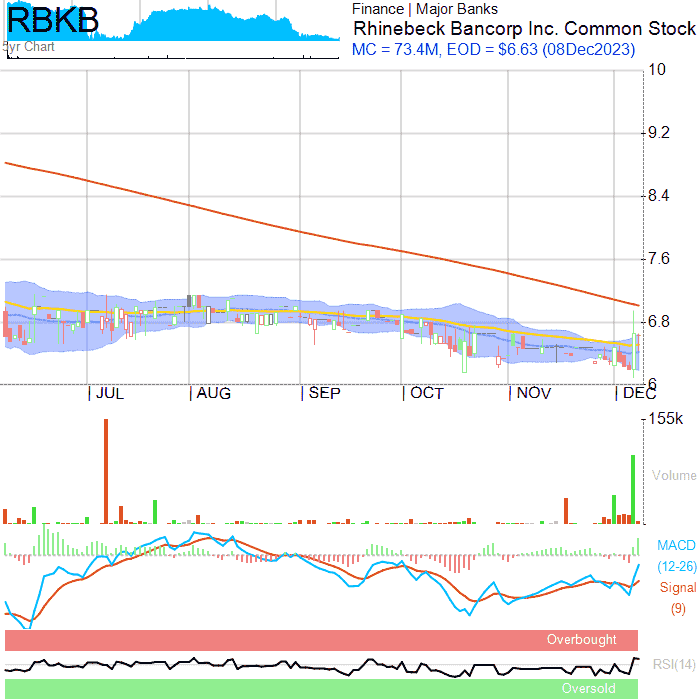 RBKB
5yr Chart
Finance | Major Banks
Rhinebeck Bancorp Inc. Common Stock
MC = 73.4M, EOD = $6.63 (08Dec2023)
10
9.2
8.4
7.6
6.8
6
JUL AUG SEP OCT NOV DEC
155k
Volume
MACD
(12-26)
Signal
(9)
Overbought
RSI(14)
Oversold